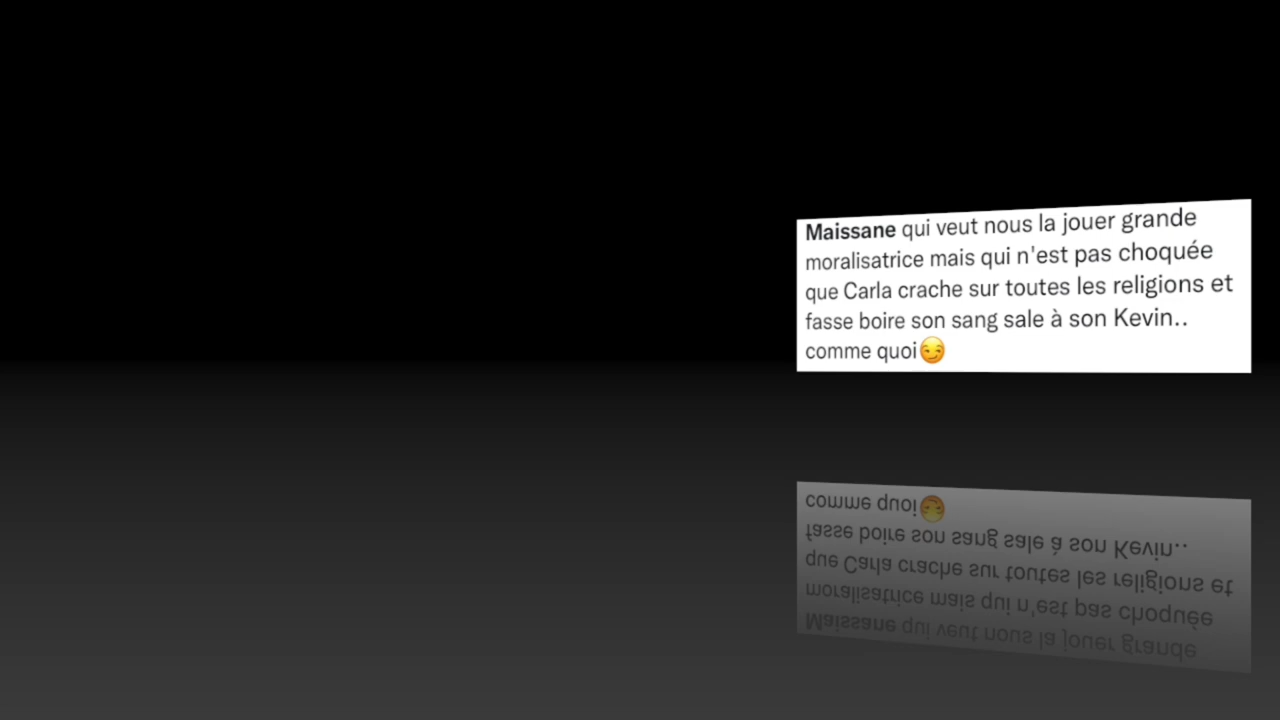 Maissane qui veut nous la jouer grande
moralisatrice mais qui n'est pas choquée
que Carla crache sur toutes les religions et
fasse boire son sang sale à son Kevin..
comme quoi😏